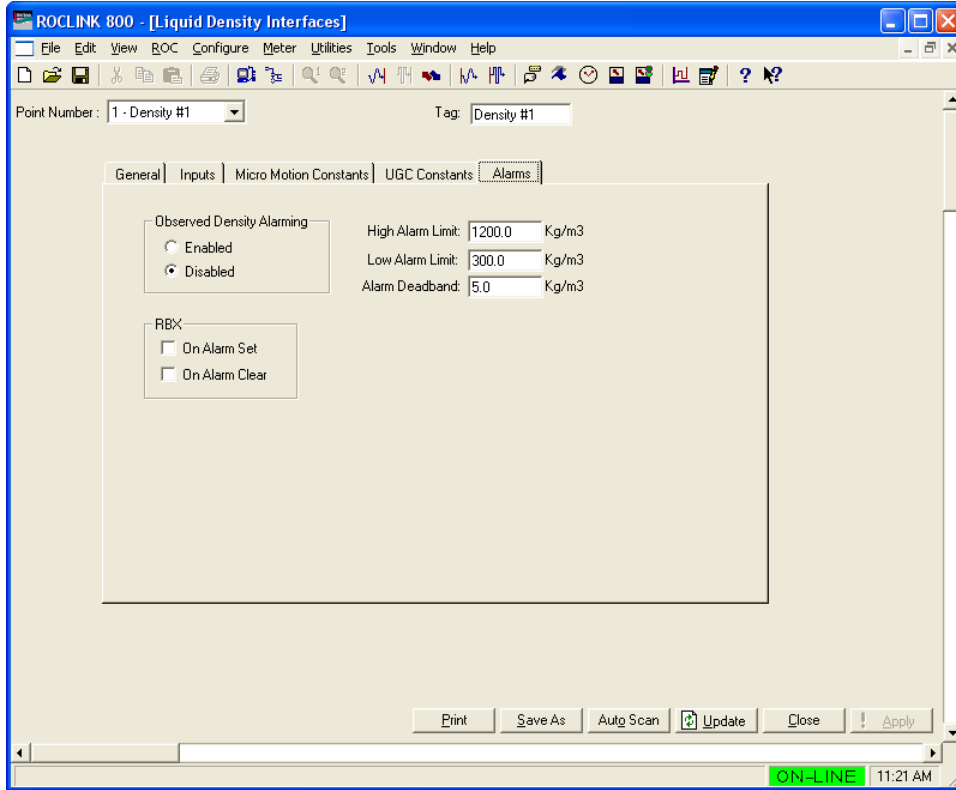 ROCLINK 800 - [Liquid Density Interfaces]
File Edit View ROC Configure Meter Utilities Tools Window Help
Point Number : 1 - Density #1 Tag: Density #1
General Inputs Micro Motion Constants UGC Constants Alarms
Observed Density Alarming
Enabled
Disabled
High Alarm Limit: 1200.0 Kg/m3
Low Alarm Limit: 300.0 Kg/m3
Alarm Deadband: 5.0 Kg/m3
RBX
On Alarm Set
On Alarm Clear
Print Save As Auto Scan Update Close ! Apply
ON-LINE 11:21 AM